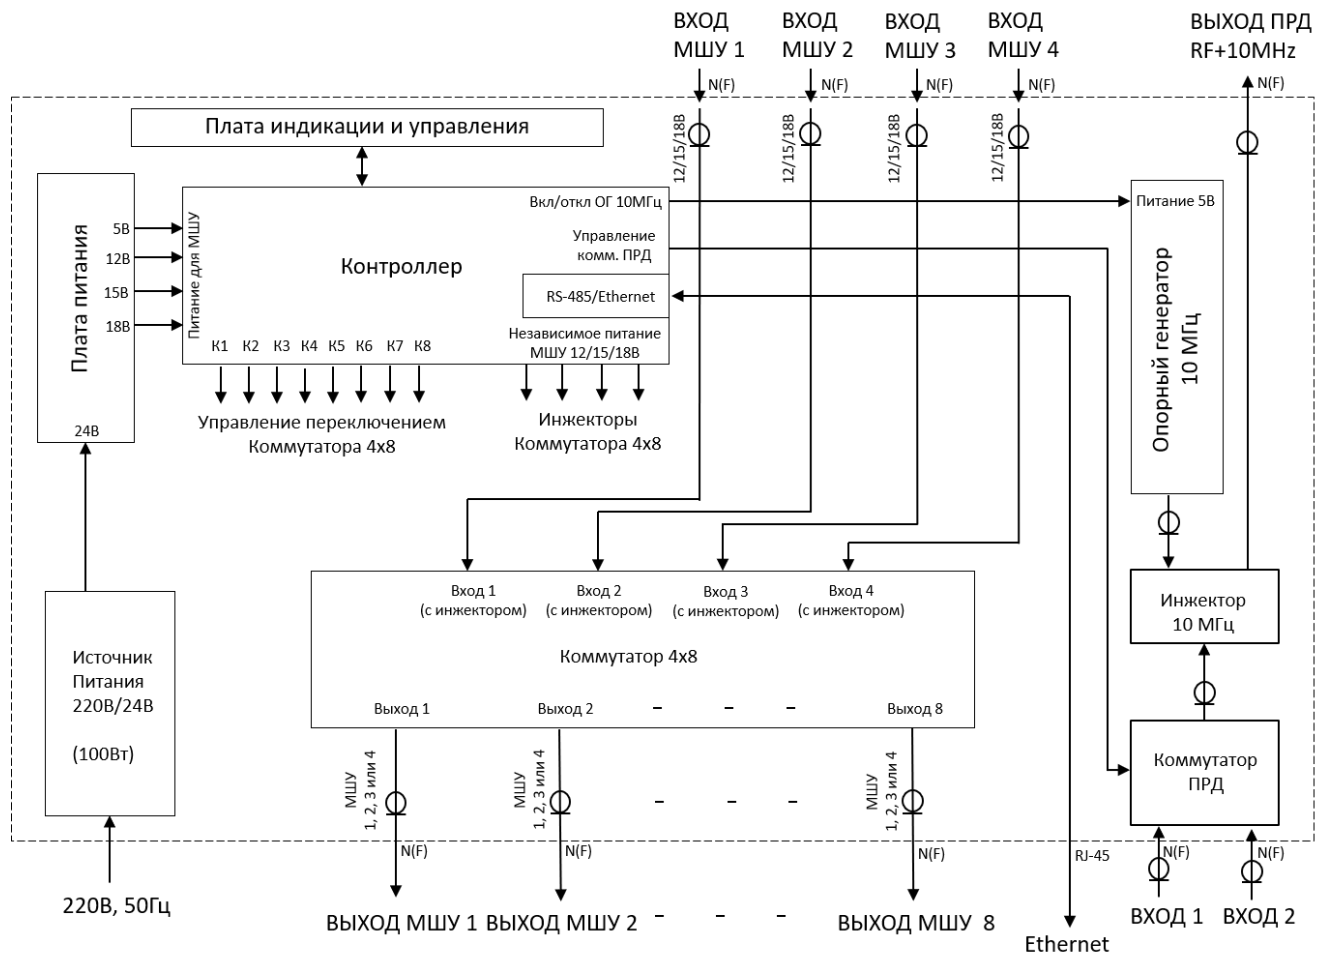 ВХОД
МШУ 1
ВХОД
МШУ 2
ВХОД
МШУ 3
ВХОД
МШУ 4
ВЫХОД ПРД
RF+10MHz
N(F)
N(F)
N(F)
N(F)
N(F)
12/15/18В
12/15/18В
12/15/18В
12/15/18В
Плата индикации и управления
Плата питания
5В
12В
15В
18В
24В
Питание для МШУ
Контроллер
Вкл/откл ОГ 10МГц
Управление
комм. ПРД
RS-485/Ethernet
Независимое питание
МШУ 12/15/18В
К1 К2 К3 К4 К5 К6 К7 К8
Управление переключением
Коммутатора 4х8
Инжекторы
Коммутатора 4х8
Питание 5В
Опорный генератор
10 МГц
Инжектор
10 МГц
Коммутатор
ПРД
Источник
Питания
220В/24В
(100Вт)
Вход 1
(с инжектором)
Вход 2
(с инжектором)
Вход 3
(с инжектором)
Вход 4
(с инжектором)
Коммутатор 4х8
Выход 1
Выход 2
– – –
Выход 8
МШУ
1, 2, 3 или 4
МШУ
1, 2, 3 или 4
– – –
МШУ
1, 2, 3 или 4
N(F)
N(F)
N(F)
RJ-45
N(F)
N(F)
220В, 50Гц
ВЫХОД МШУ 1
ВЫХОД МШУ 2
– – –
ВЫХОД МШУ 8
Ethernet
ВХОД 1
ВХОД 2